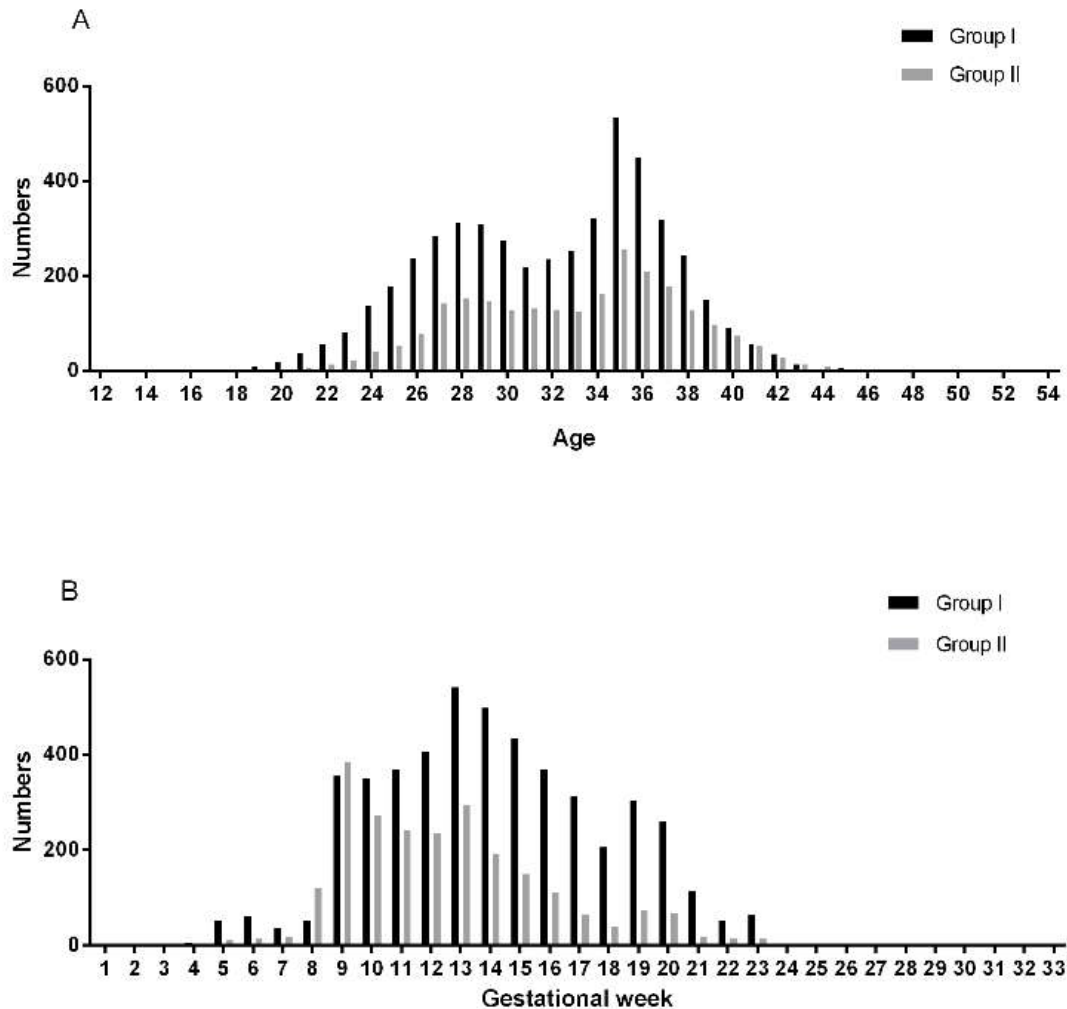 A
Group I
Group II
600
400
200
0
Numbers
12 14 16 18 20 22 24 26 28 30 32 34 36 38 40 42 44 46 48 50 52 54
Age
B
Group I
Group II
600
400
200
0
Numbers
1 2 3 4 5 6 7 8 9 10 11 12 13 14 15 16 17 18 19 20 21 22 23 24 25 26 27 28 29 30 31 32 33
Gestational week